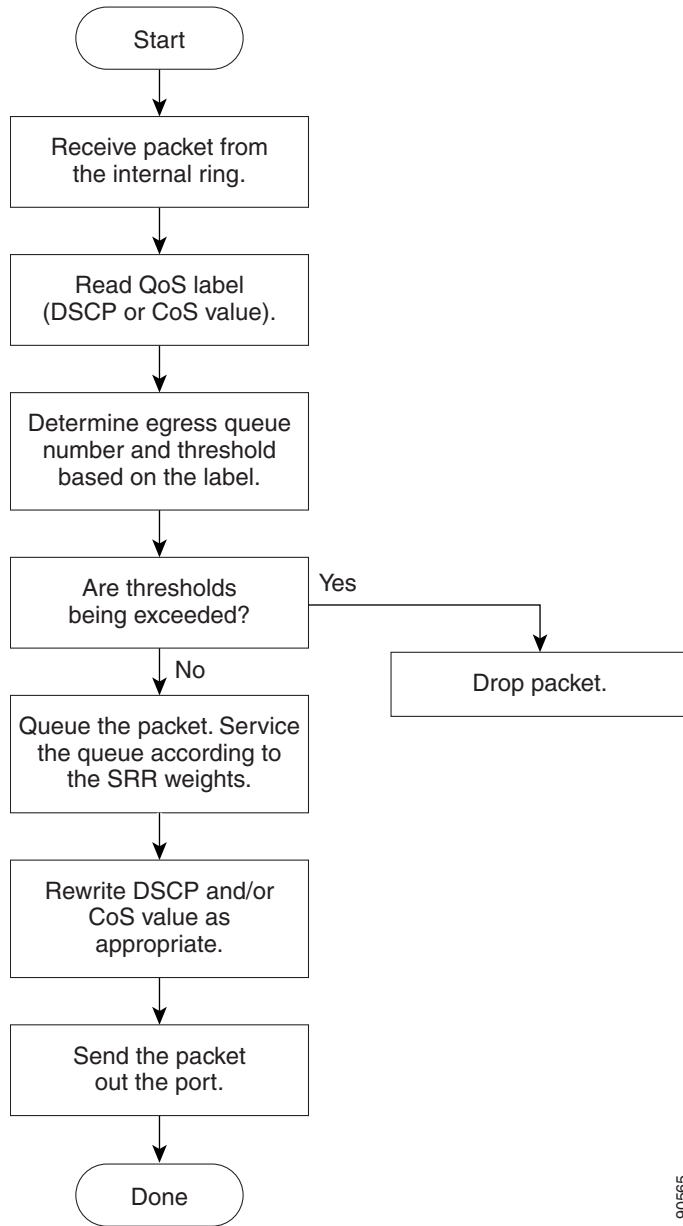 Start
Receive packet from
the internal ring.
Read QoS label
(DSCP or CoS value).
Determine egress queue
number and threshold
based on the label.
Are thresholds
being exceeded?
Yes
No
Drop packet.
Queue the packet. Service
the queue according to
the SRR weights.
Rewrite DSCP and/or
CoS value as
appropriate.
Send the packet
out the port.
Done
90565